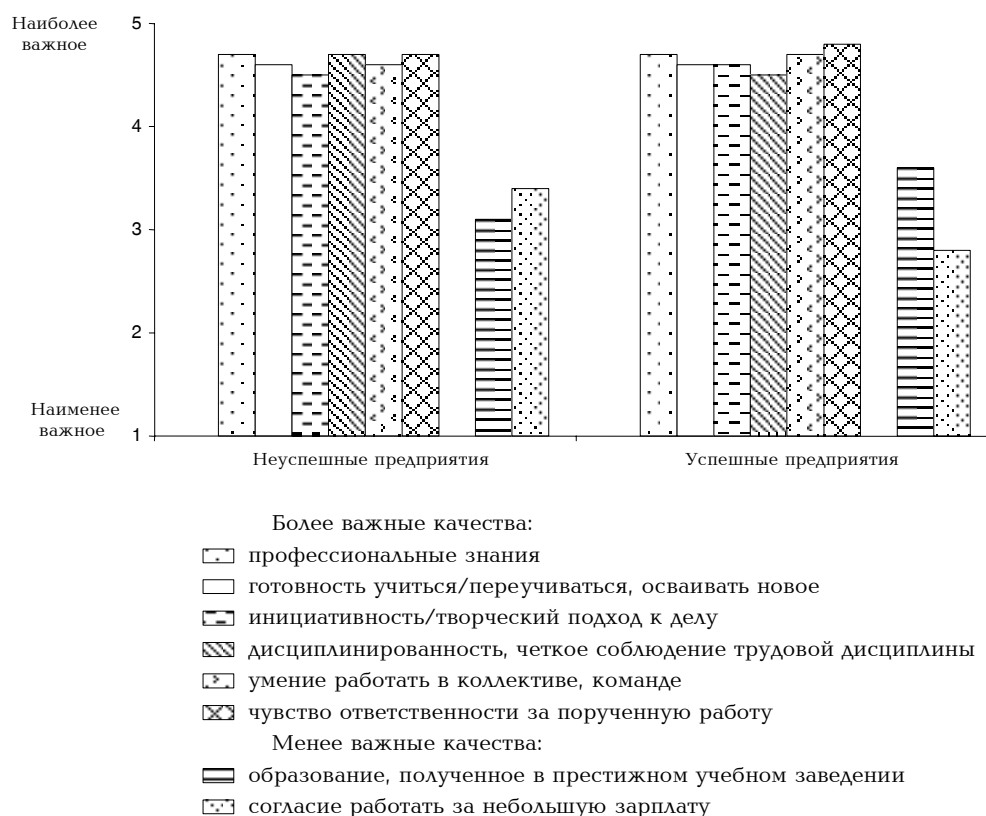 Наиболее
важное
5
4
3
2
Наименее
важное
1
Неуспешные предприятия
Успешные предприятия
Более важные качества:
профессиональные знания
готовность учиться/переучиваться, осваивать новое
инициативность/творческий подход к делу
дисциплинированность, четкое соблюдение трудовой дисциплины
умение работать в коллективе, команде
чувство ответственности за порученную работу
Менее важные качества:
образование, полученное в престижном учебном заведении
согласие работать за небольшую зарплату